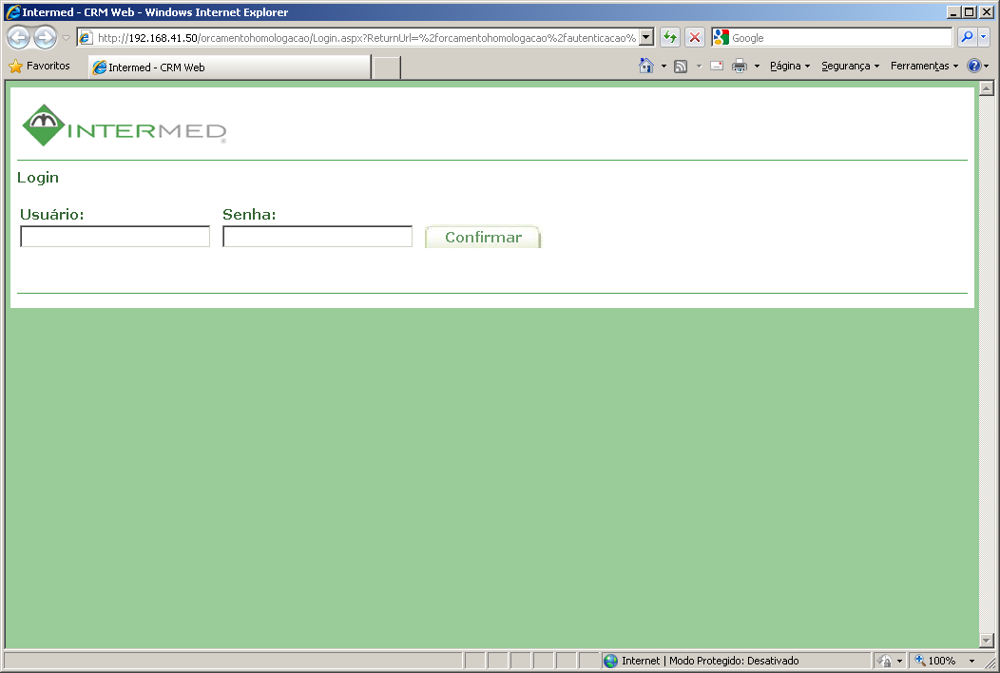 Intermed - CRM Web - Windows Internet Explorer
http://192.168.41.50/orcamentohomologacao/Login.aspx?ReturnUrl=%2forcamentohomologacao%2fautenticacao%
Google
Favoritos
Intermed - CRM Web
Página
Segurança
Ferramentas
INTERMED
Login
Usuário:
Senha:
Confirmar
Internet | Modo Protegido: Desativado
100%